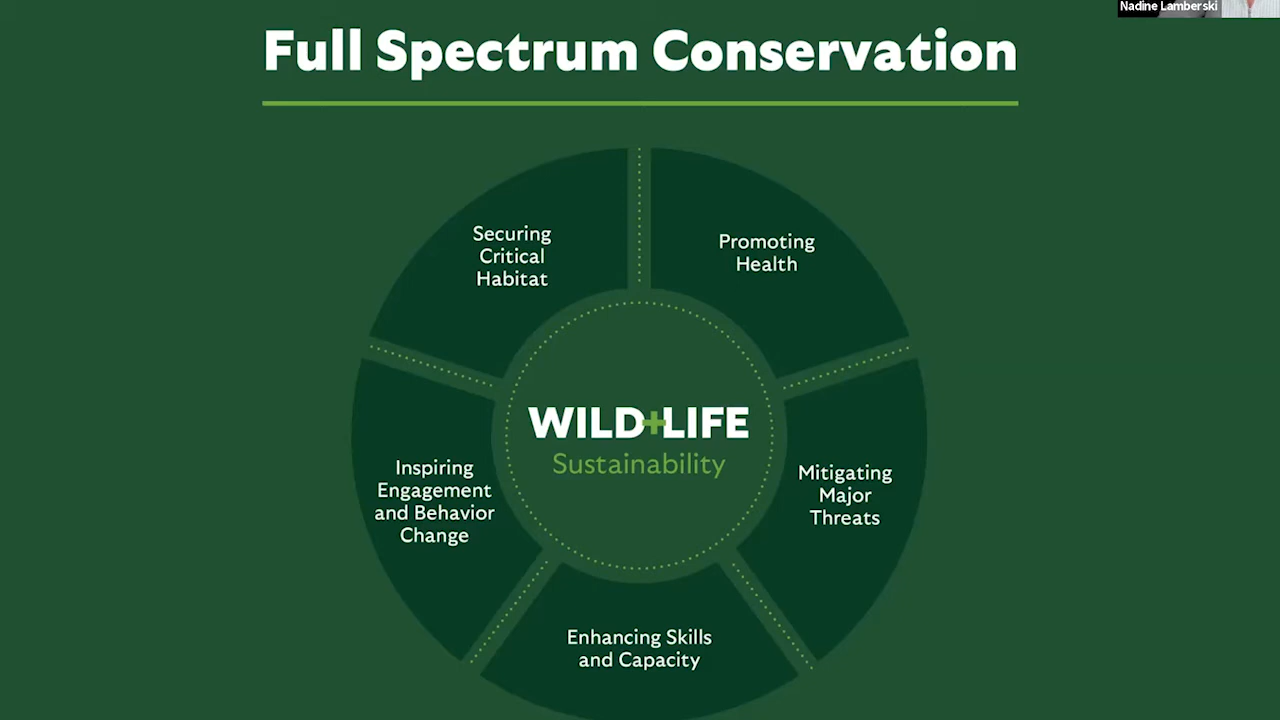 Nadine Lamberski
Full Spectrum Conservation
Securing
Critical
Habitat
Promoting
Health
WILD+LIFE
Sustainability
Inspiring
Engagement
and Behavior
Change
Mitigating
Major
Threats
Enhancing Skills
and Capacity